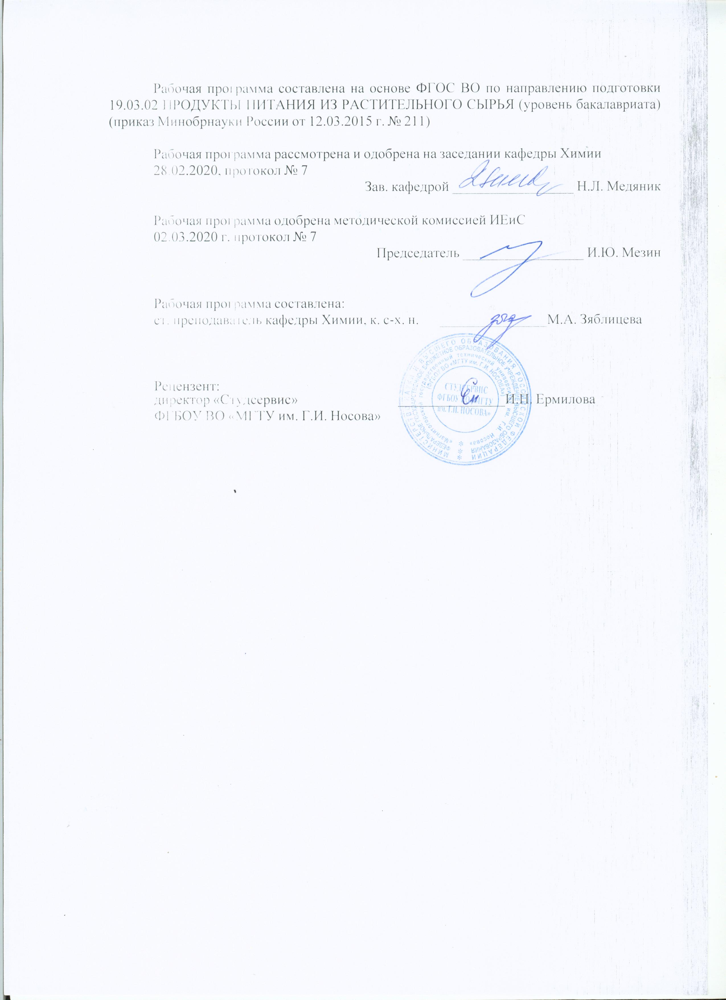 Рабочая программа составлена на основе ФГОС ВО по направлению подготовки
19.03.02 ПРОДУКТЫ ПИТАНИЯ ИЗ РАСТИТЕЛЬНОГО СЫРЬЯ (уровень бакалавриата)
(приказ Минобрнауки России от 12.03.2015 г. № 211)
Рабочая программа рассмотрена и одобрена на заседании кафедры Химии
28.02.2020, протокол № 7
Зав. кафедрой Н.Л. Медяник
Рабочая программа одобрена методической комиссией ИЕиС
02.03.2020 г. протокол № 7
Председатель И.Ю. Мезин
Рабочая программа составлена:
ст. преподаватель кафедры Химии, к. с-х. н. М.А. Зяблицева
Рецензент:
директор «Студсервис» И.П. Ермилова
ФГБОУ ВО «МГТУ им. Г.И. Носова»
МИНИСТЕРСТВО НАУКИ И ВЫСШЕГО ОБРАЗОВАНИЯ РОССИЙСКОЙ ФЕДЕРАЦИИ
ФЕДЕРАЛЬНОЕ ГОСУДАРСТВЕННОЕ БЮДЖЕТНОЕ ОБРАЗОВАТЕЛЬНОЕ УЧРЕЖДЕНИЕ ВЫСШЕГО ОБРАЗОВАНИЯ
«Магнитогорский государственный технический университет им. Г.И. Носова»
(ФГБОУ ВО «МГТУ им. Г.И. НОСОВА»)
СТУДСЕРВИС
ФГБОУ ВО «МГТУ
им. Г.И. НОСОВА»